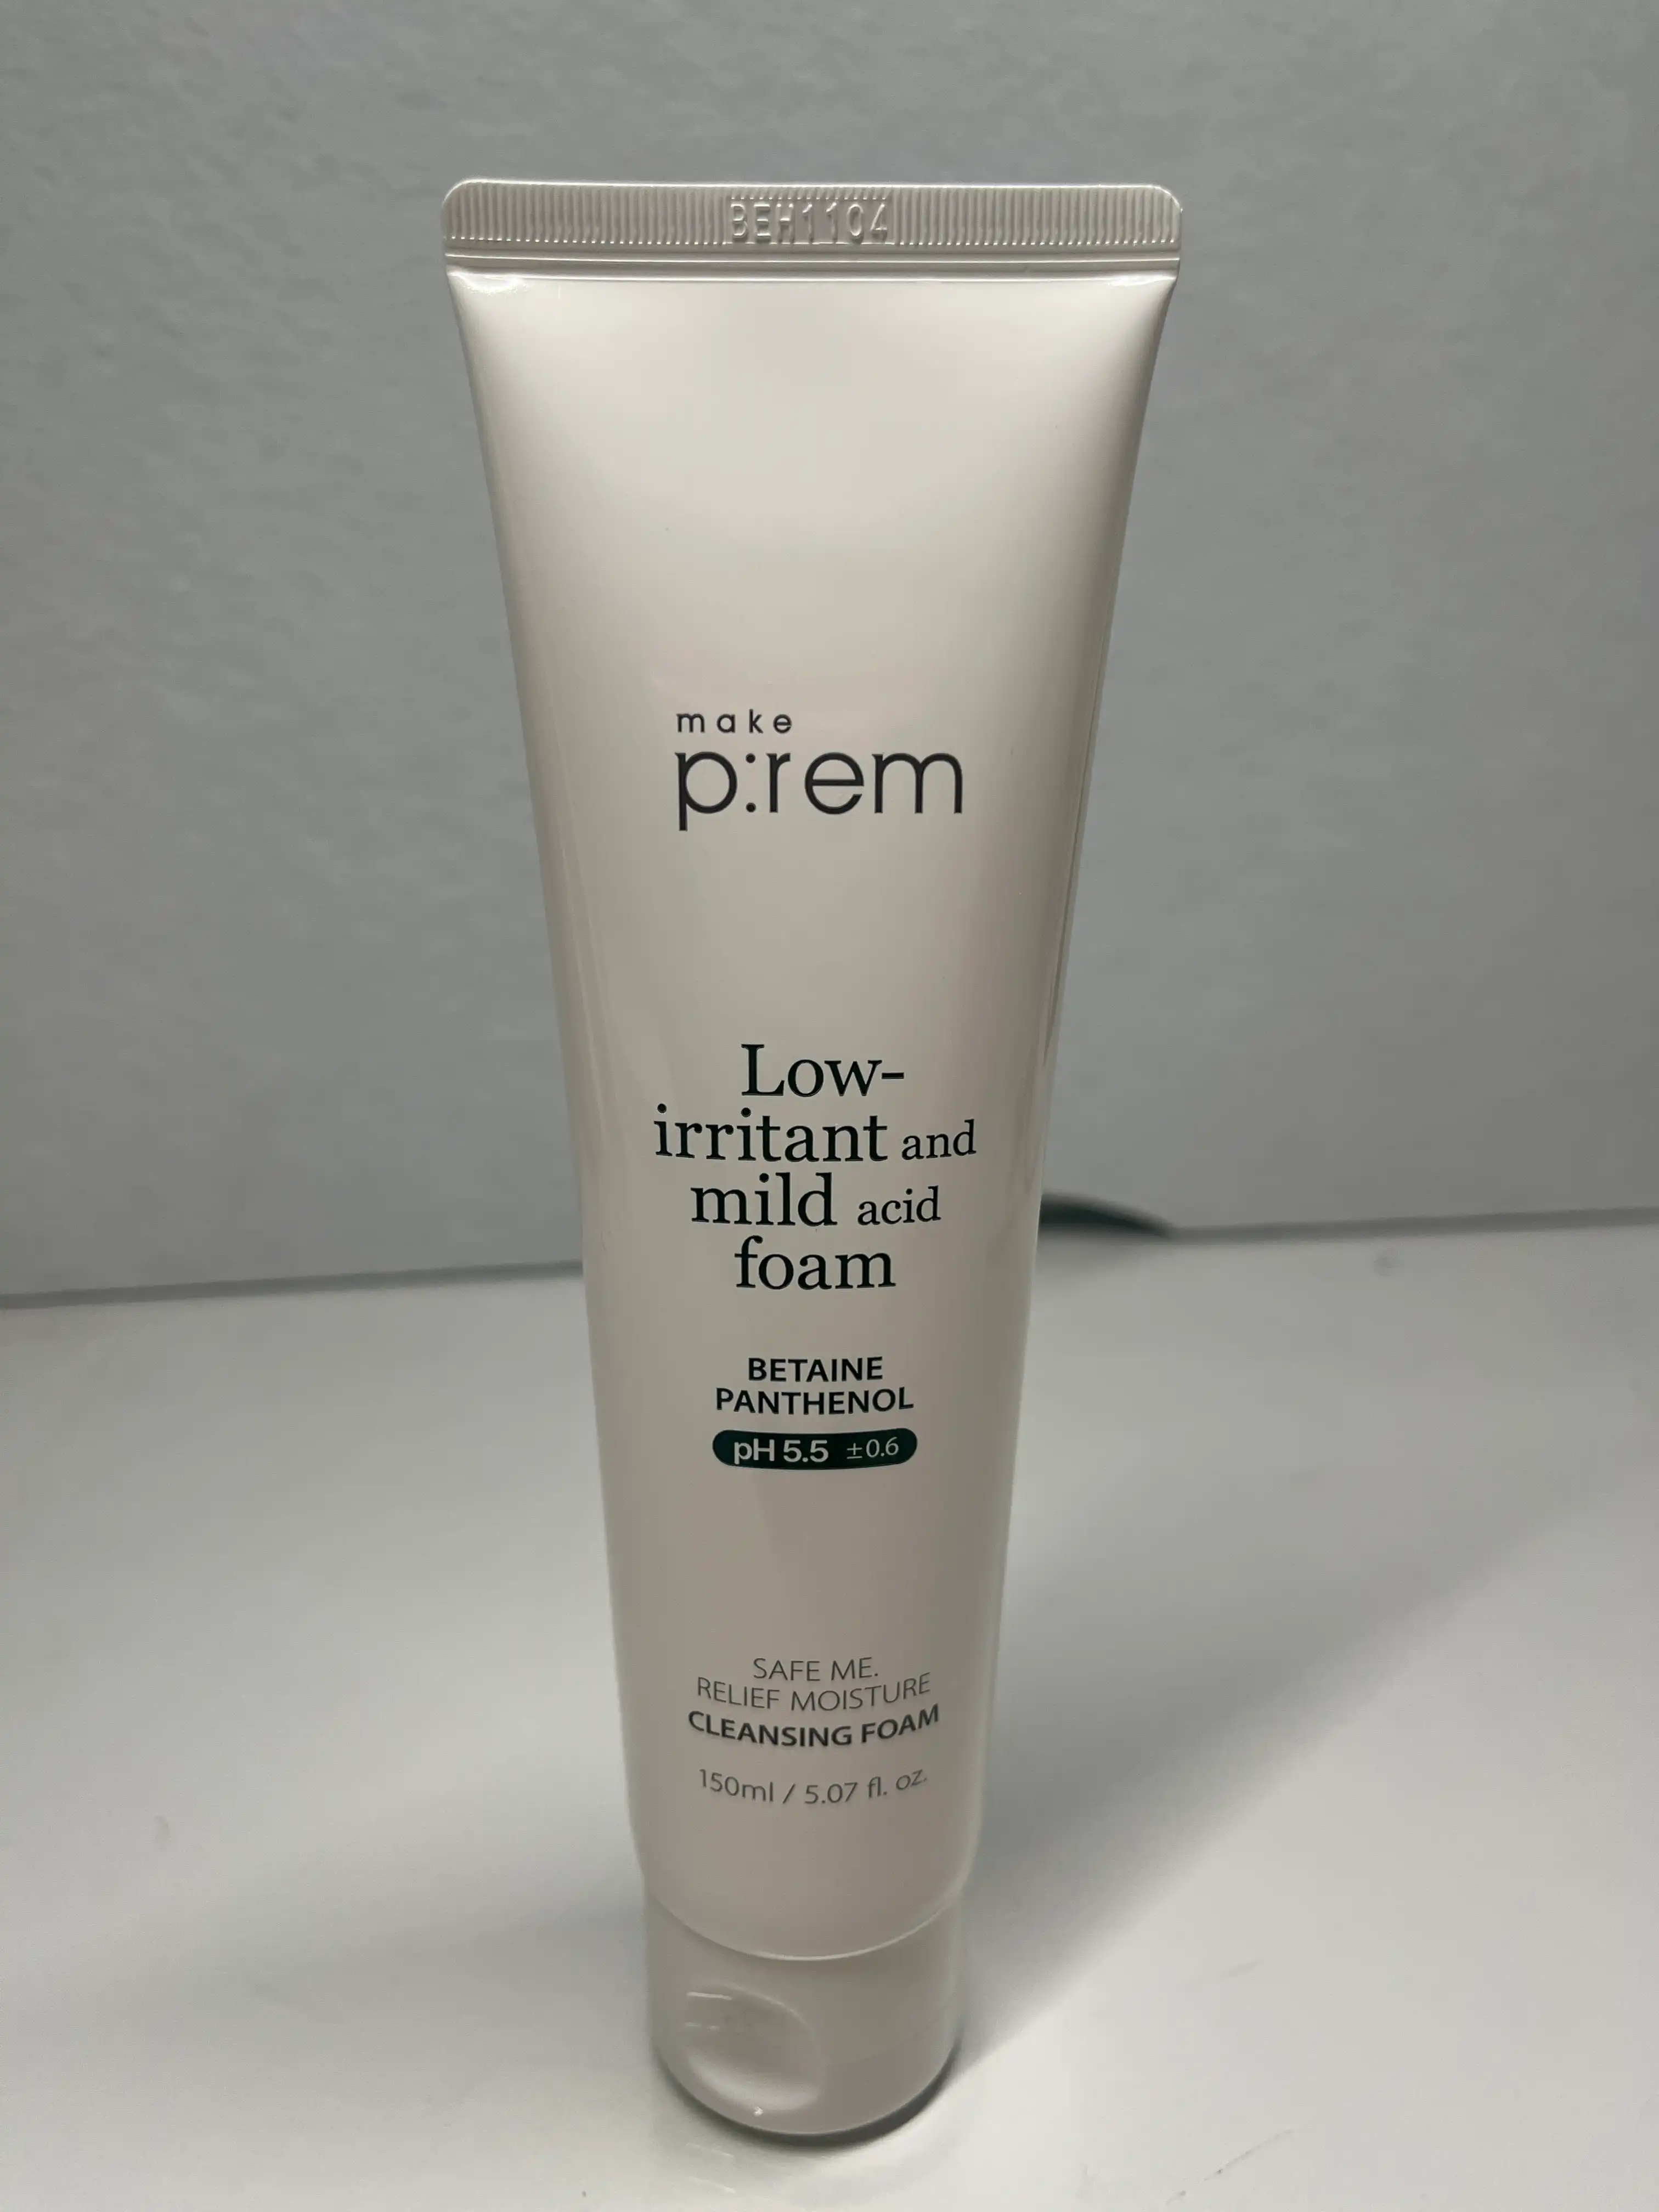 BEH1104
make
p:rem
Low-
irritant and
mild acid
foam
BETAINE
PANTHENOL
pH 5.5 ±0.6
SAFE ME.
RELIEF MOISTURE
CLEANSING FOAM
150ml / 5.07 fl. oz.